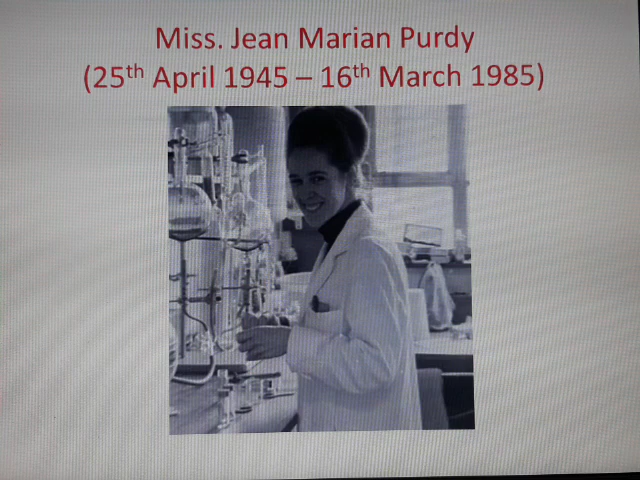 Miss. Jean Marian Purdy
(25th April 1945 – 16th March 1985)